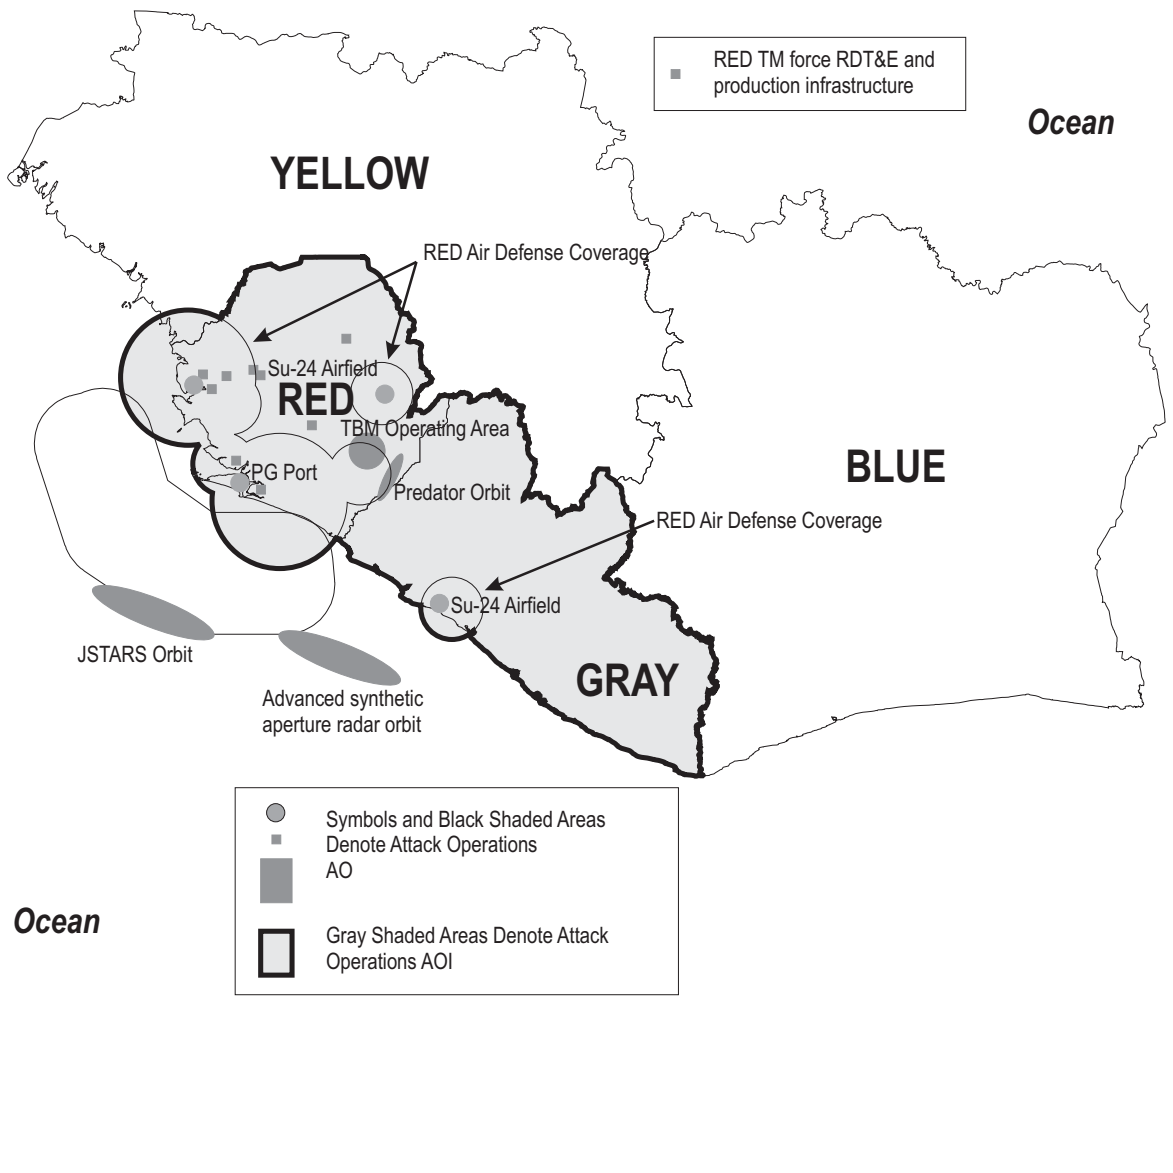 RED TM force RDT&E and
production infrastructure
Ocean
YELLOW
RED Air Defense Coverage
Su-24 Airfield
RED
TBM Operating Area
BLUE
PG Port
Predator Orbit
RED Air Defense Coverage
Su-24 Airfield
JSTARS Orbit
GRAY
Advanced synthetic
aperture radar orbit
Symbols and Black Shaded Areas
Denote Attack Operations
AO
Ocean
Gray Shaded Areas Denote Attack
Operations AOI